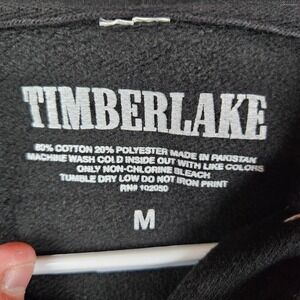 TIMBERLAKE
80% COTTON 20% POLYESTER MADE IN PAKISTAN
MACHINE WASH COLD INSIDE OUT WITH LIKE COLORS
ONLY NON-CHLORINE BLEACH
TUMBLE DRY LOW DO NOT IRON PRINT
RN# 102050
M